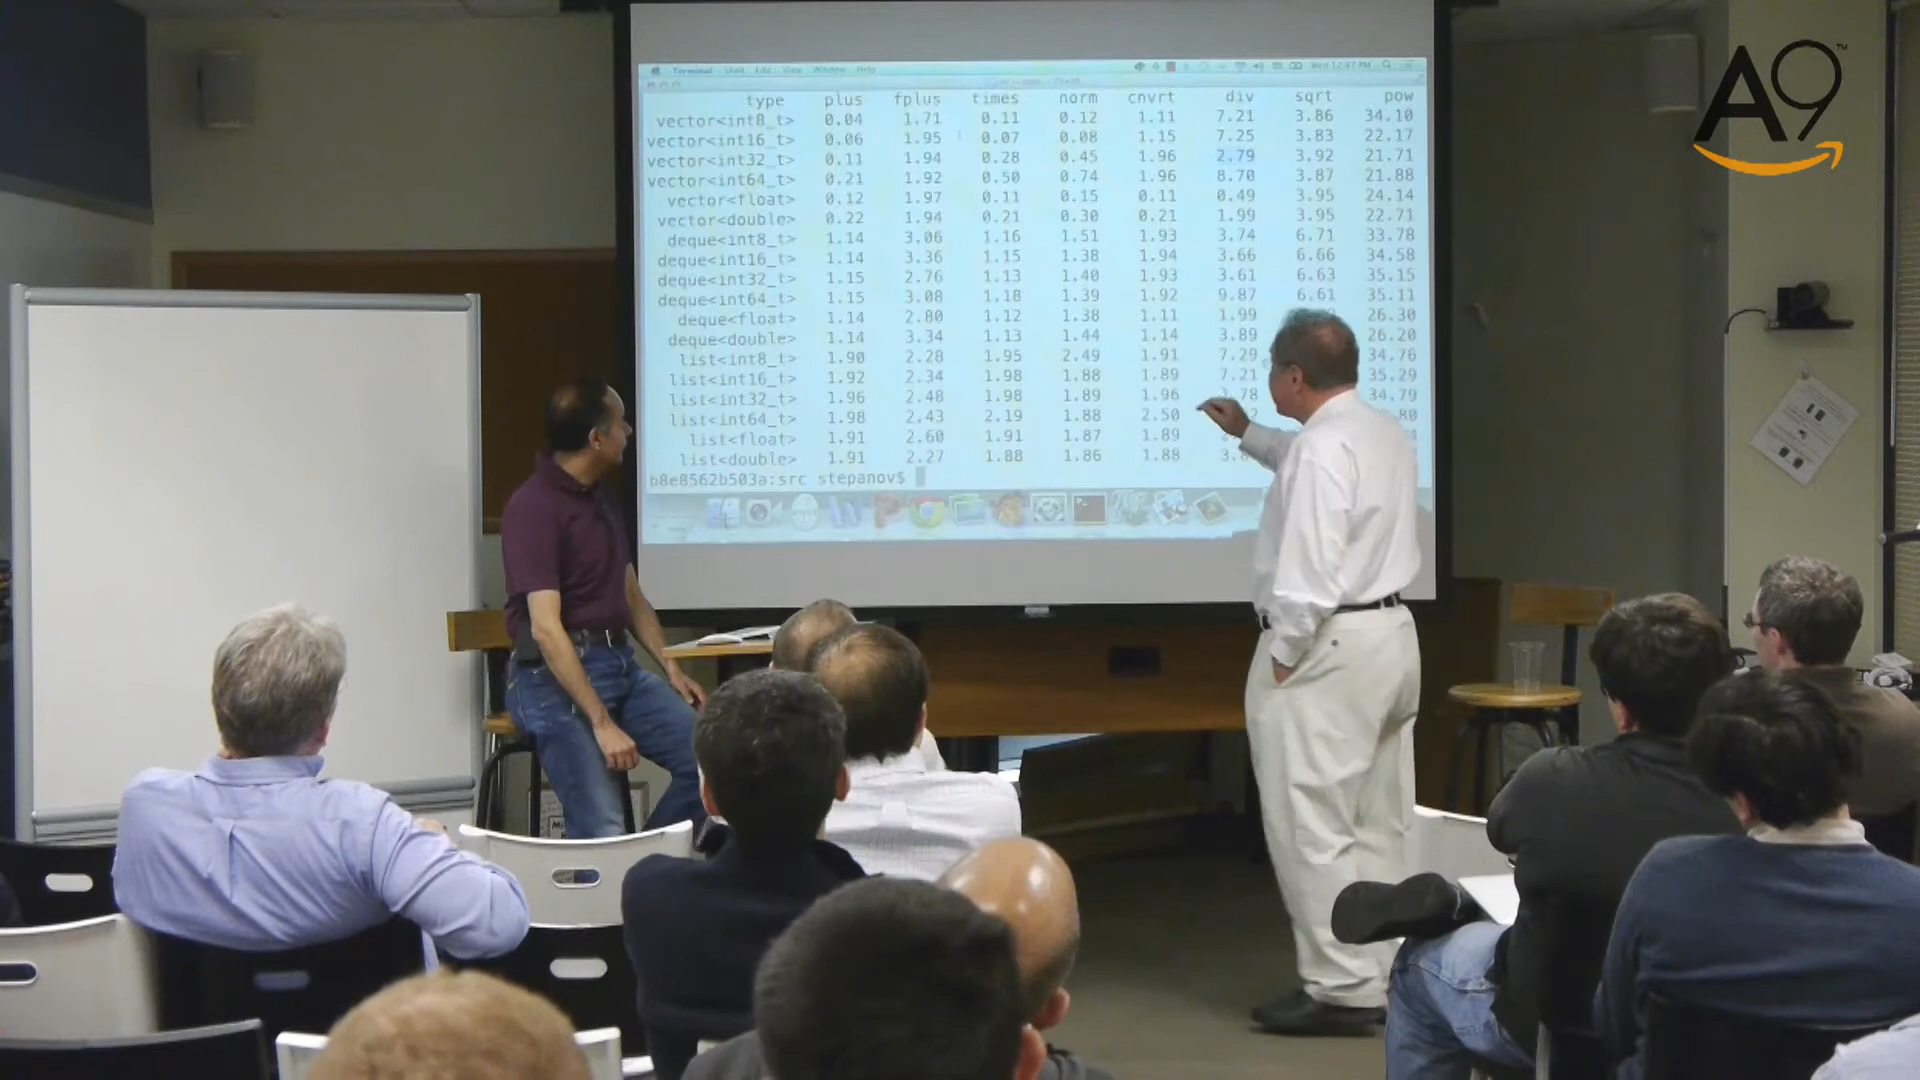 Terminal Shell Edit View Window Help Wed 12:47 PM
type plus fplus times norm cnvrt div sqrt pow
vector<int8_t> 0.04 1.71 0.11 0.12 1.11 7.21 3.86 34.10
vector<int16_t> 0.06 1.95 0.07 0.08 1.15 7.25 3.83 22.17
vector<int32_t> 0.11 1.94 0.28 0.45 1.96 2.79 3.92 21.71
vector<int64_t> 0.21 1.92 0.50 0.74 1.96 8.70 3.87 21.88
vector<float> 0.12 1.97 0.11 0.15 0.11 0.49 3.95 24.14
vector<double> 0.22 1.94 0.21 0.30 0.21 1.99 3.95 22.71
deque<int8_t> 1.14 3.06 1.16 1.51 1.93 3.74 6.71 33.78
deque<int16_t> 1.14 3.36 1.15 1.38 1.94 3.66 6.66 34.58
deque<int32_t> 1.15 2.76 1.13 1.40 1.93 3.61 6.63 35.15
deque<int64_t> 1.15 3.08 1.18 1.39 1.92 9.87 6.61 35.11
deque<float> 1.14 2.80 1.12 1.38 1.11 1.99 26.30
deque<double> 1.14 3.34 1.13 1.44 1.14 3.89 26.20
list<int8_t> 1.90 2.28 1.95 2.49 1.91 7.29 34.76
list<int16_t> 1.92 2.34 1.98 1.88 1.89 7.21 35.29
list<int32_t> 1.96 2.48 1.98 1.89 1.96 34.79
list<int64_t> 1.98 2.43 2.19 1.88 2.50
list<float> 1.91 2.60 1.91 1.87 1.89
list<double> 1.91 2.27 1.88 1.86 1.88
b8e8562b503a:src stepanov$
A9™